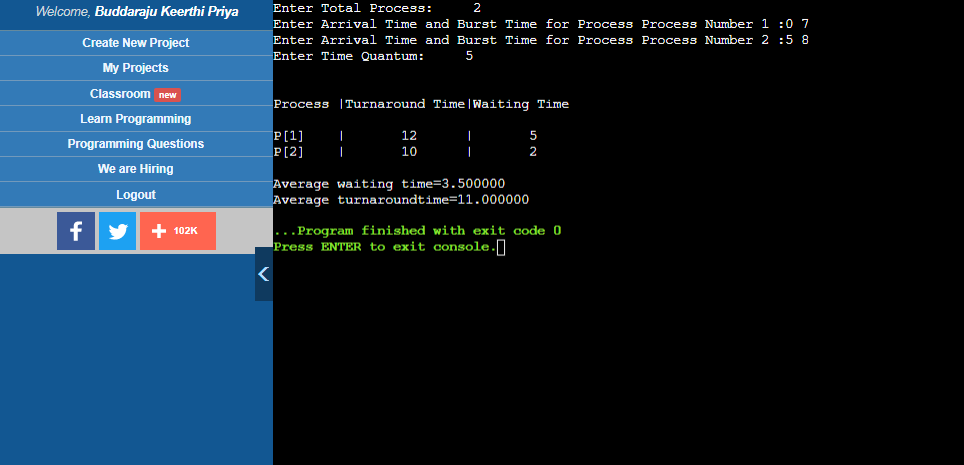 Welcome, Buddaraju Keerthi Priya
Create New Project
My Projects
Classroom new
Learn Programming
Programming Questions
We are Hiring
Logout
f + 102K
Enter Total Process:     2
Enter Arrival Time and Burst Time for Process Process Number 1 :0 7
Enter Arrival Time and Burst Time for Process Process Number 2 :5 8
Enter Time Quantum:     5
Process |Turnaround Time|Waiting Time
P[1]    |       12      |       5
P[2]    |       10      |       2
Average waiting time=3.500000
Average turnaroundtime=11.000000
...Program finished with exit code 0
Press ENTER to exit console.